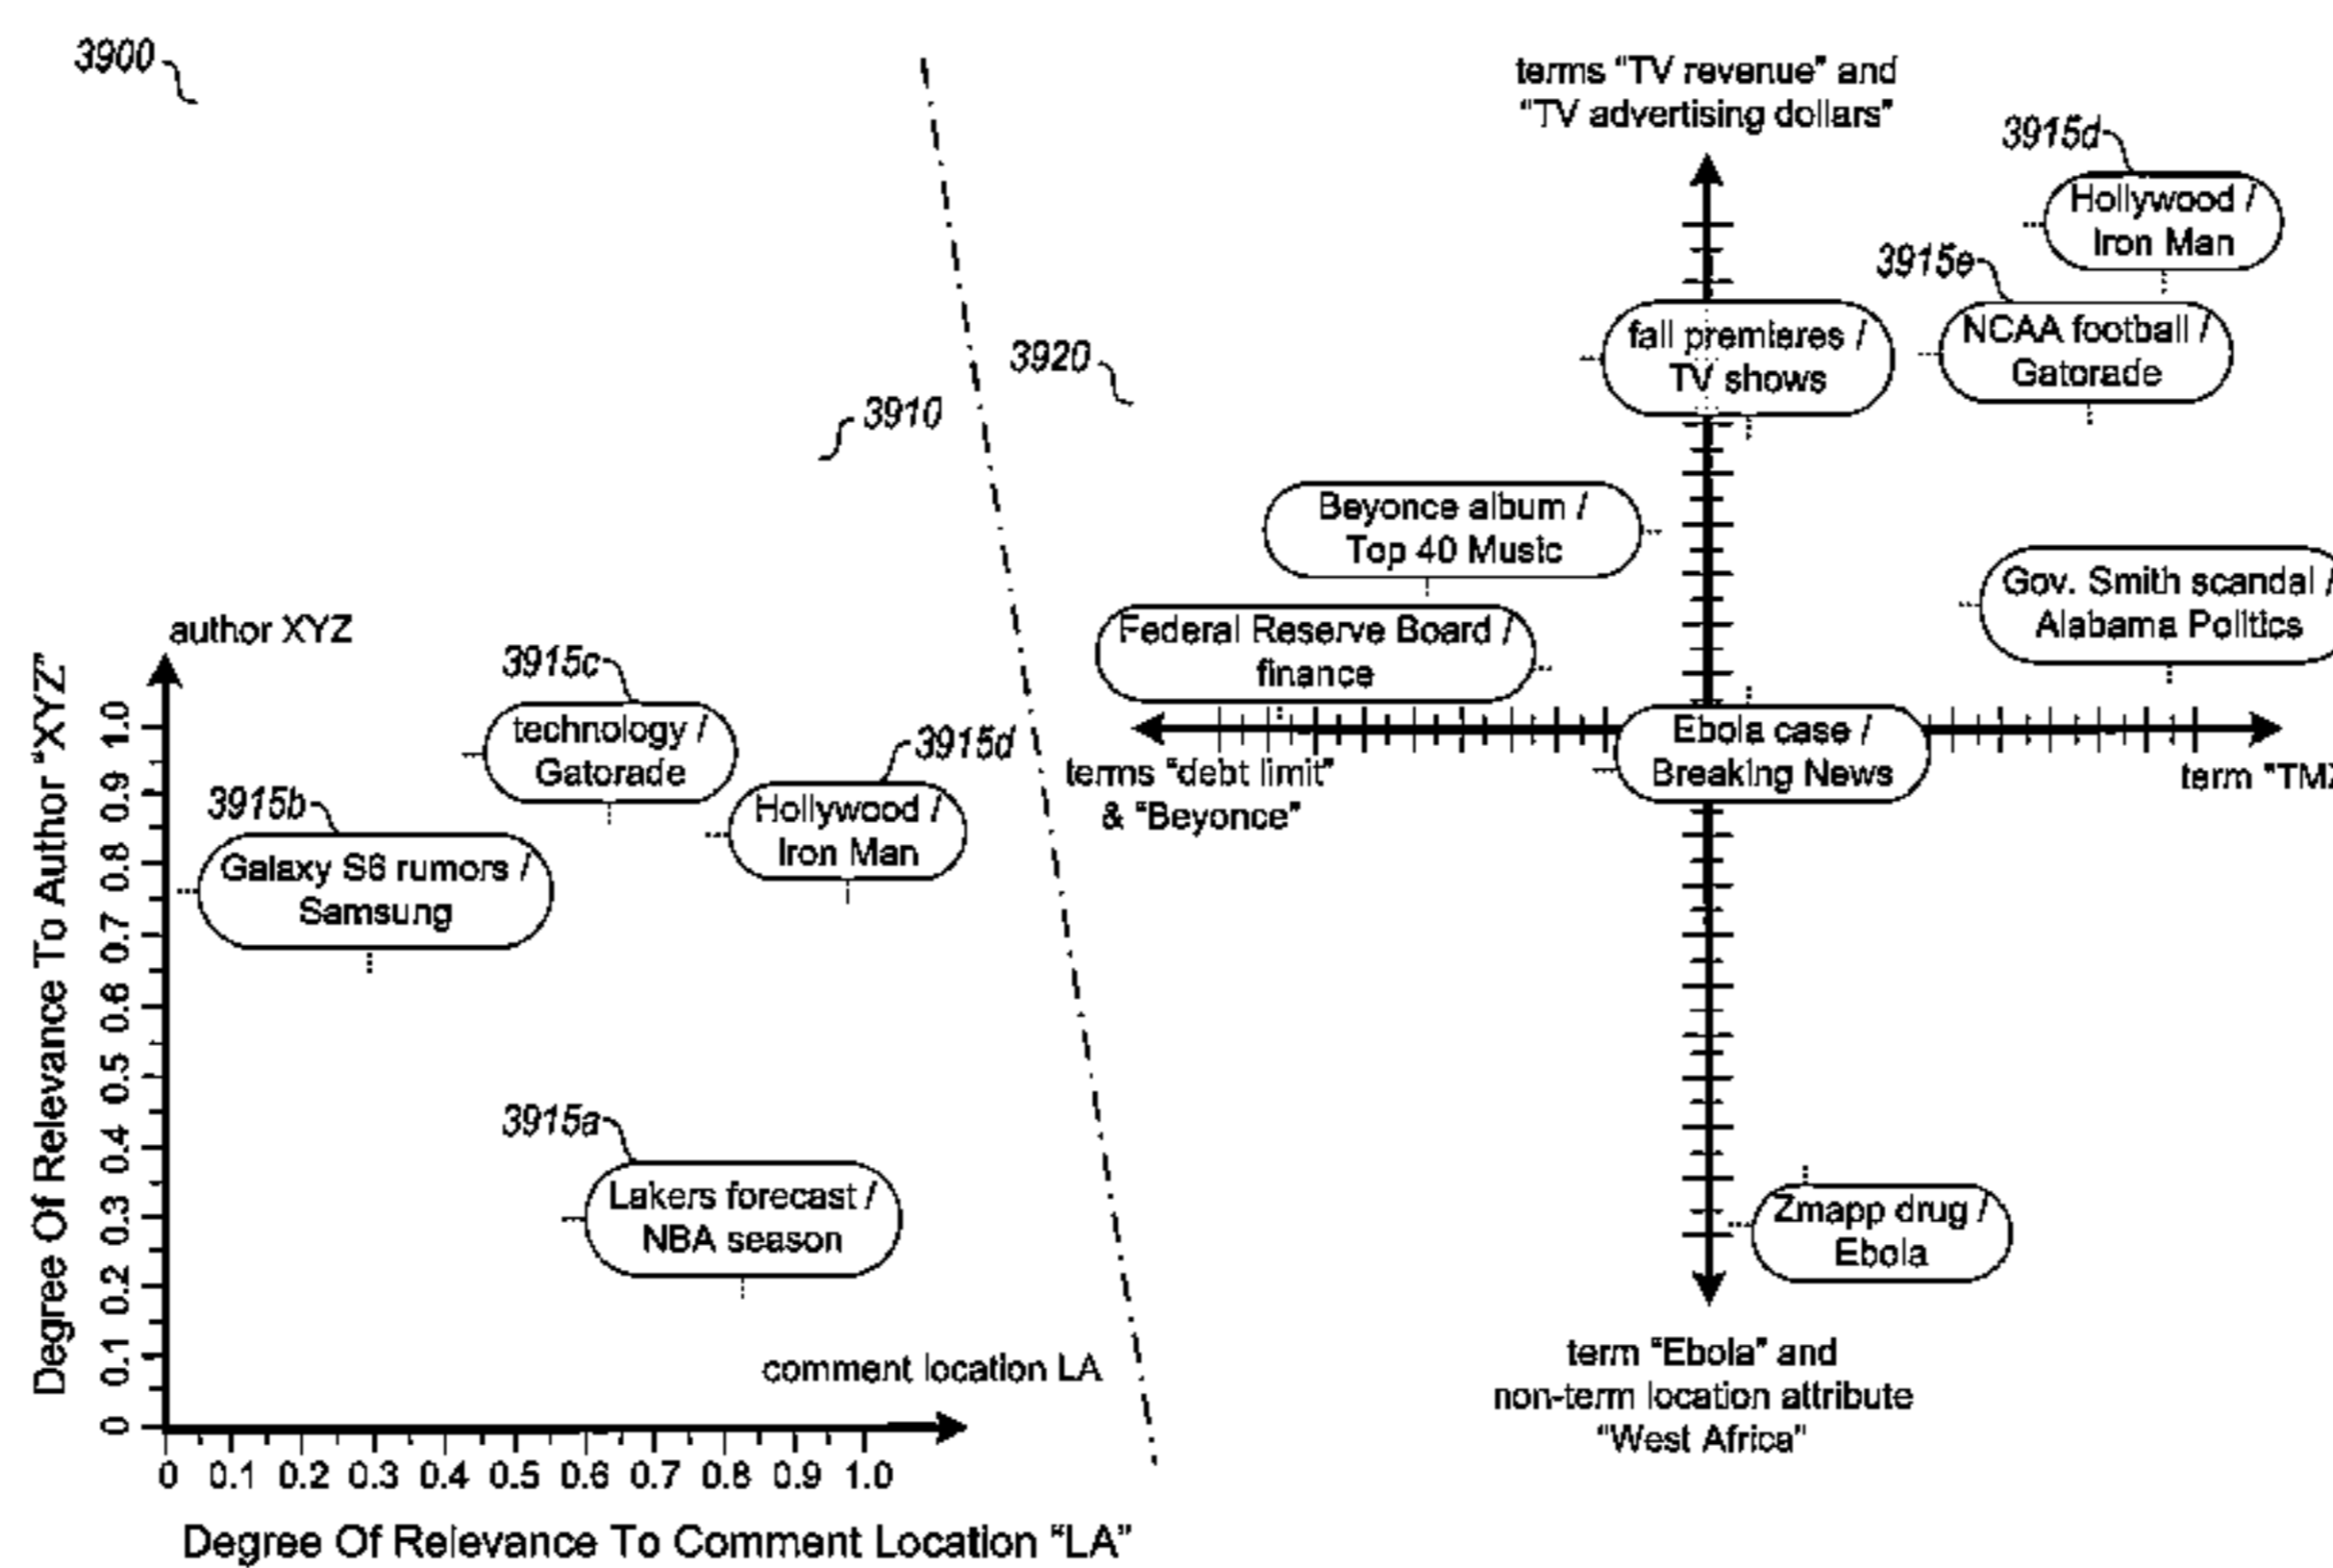 3900
3910
author XYZ
3915c
technology /
Gatorade
3915d
Hollywood /
Iron Man
3915b
Galaxy S6 rumors /
Samsung
3915a
Lakers forecast /
NBA season
comment location LA
Degree Of Relevance To Author "XYZ"
1.0
0.9
0.8
0.7
0.6
0.5
0.4
0.3
0.2
0.1
0
0 0.1 0.2 0.3 0.4 0.5 0.6 0.7 0.8 0.9 1.0
Degree Of Relevance To Comment Location "LA"
3920
terms "TV revenue" and
"TV advertising dollars"
3915d
Hollywood /
Iron Man
3915e
NCAA football /
Gatorade
fall premieres /
TV shows
Beyonce album /
Top 40 Music
Federal Reserve Board /
finance
Gov. Smith scandal /
Alabama Politics
Ebola case /
Breaking News
terms "debt limit"
& "Beyonce"
term "TMZ
Zmapp drug /
Ebola
term "Ebola" and
non-term location attribute
"West Africa"